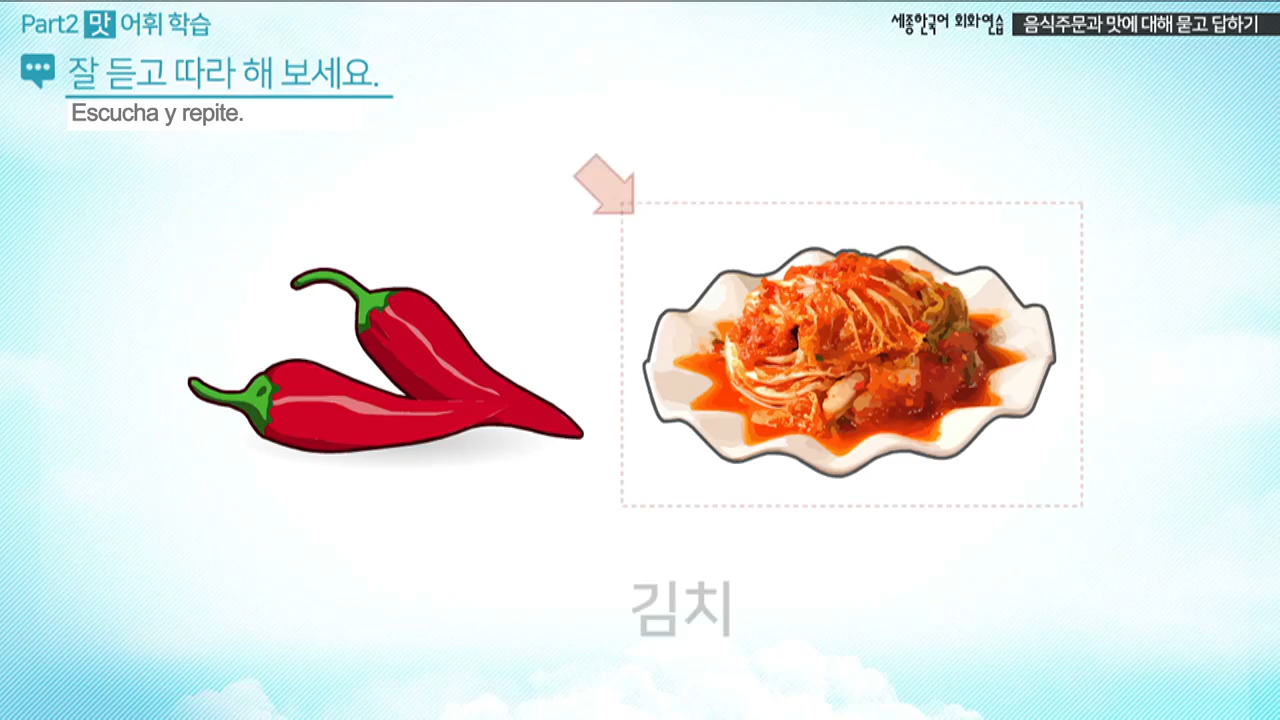 Part2 맛 어휘 학습
세종한국어 회화연습 음식주문과 맛에 대해 묻고 답하기
잘 듣고 따라 해 보세요.
Escucha y repite.
김치